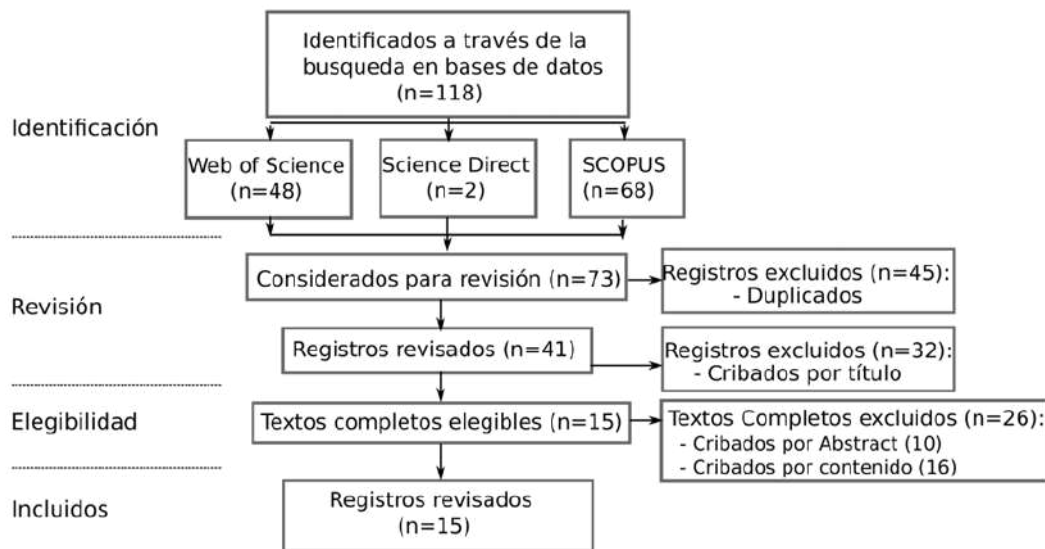 Identificados a través de la
busqueda en bases de datos
(n=118)
Identificación
Web of Science
(n=48)
Science Direct
(n=2)
SCOPUS
(n=68)
Considerados para revisión (n=73)
Registros excluidos (n=45):
- Duplicados
Revisión
Registros revisados (n=41)
Registros excluidos (n=32):
- Cribados por título
Elegibilidad
Textos completos elegibles (n=15)
Textos Completos excluidos (n=26):
- Cribados por Abstract (10)
- Cribados por contenido (16)
Incluidos
Registros revisados
(n=15)